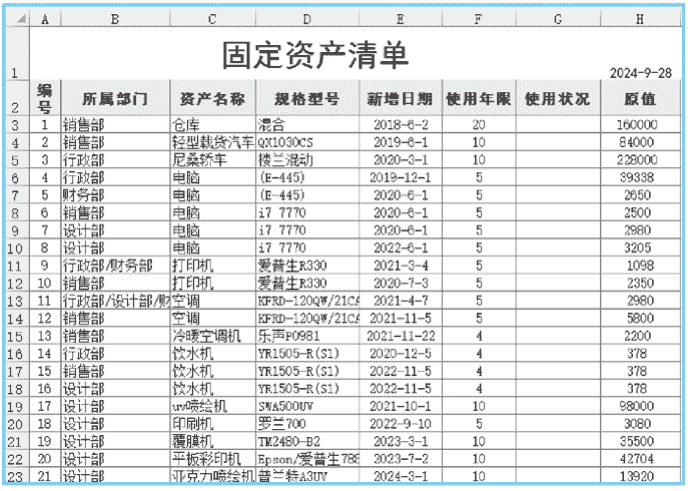 A B C D E F G H
1 固定资产清单 2024-9-28
2 编号 所属部门 资产名称 规格型号 新增日期 使用年限 使用状况 原值
3 1 销售部 仓库 混合 2018-6-2 20 160000
4 2 销售部 轻型载货汽车 QX1030CS 2019-6-1 10 84000
5 3 行政部 尼桑轿车 楼兰混动 2020-3-1 10 228000
6 4 行政部 电脑 (E-445) 2019-12-1 5 39338
7 5 财务部 电脑 (E-445) 2020-6-1 5 2650
8 6 销售部 电脑 i7 7770 2020-6-1 5 2500
9 7 设计部 电脑 i7 7770 2020-6-1 5 2980
10 8 设计部 电脑 i7 7770 2022-6-1 5 3205
11 9 行政部/财务部 打印机 爱普生R330 2021-3-4 5 1098
12 10 销售部 打印机 爱普生R330 2020-7-3 5 2350
13 11 行政部/设计部/财 空调 KFRD-120QW/21CA 2021-4-7 5 2980
14 12 销售部 空调 KFRD-120QW/21CA 2021-11-5 5 5800
15 13 销售部 冷暖空调机 乐声P0981 2021-11-22 4 2200
16 14 行政部 饮水机 YR1505-R(S1) 2020-12-5 4 378
17 15 销售部 饮水机 YR1505-R(S1) 2022-11-5 4 378
18 16 设计部 饮水机 YR1505-R(S1) 2022-11-5 4 378
19 17 设计部 uv喷绘机 SWA500UV 2021-10-1 10 98000
20 18 设计部 印刷机 罗兰700 2022-9-10 5 3080
21 19 设计部 覆膜机 TM2480-B2 2023-3-1 10 35500
22 20 设计部 平板彩印机 Epson/爱普生788 2023-7-2 10 42704
23 21 设计部 亚克力喷绘机 普兰特A3UV 2024-3-1 10 13920